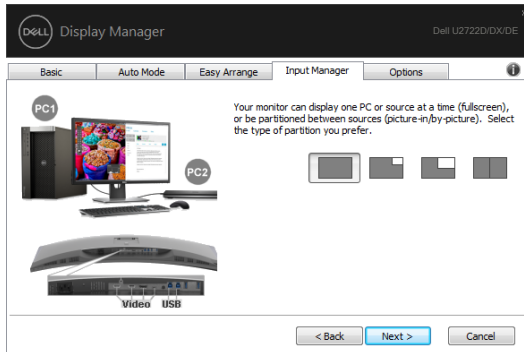 DELL Display Manager
Dell U2722D/DX/DE
Basic
Auto Mode
Easy Arrange
Input Manager
Options
PC1
PC2
Video USB
Your monitor can display one PC or source at a time (fullscreen),
or be partitioned between sources (picture-in/by-picture). Select
the type of partition you prefer.
< Back
Next >
Cancel